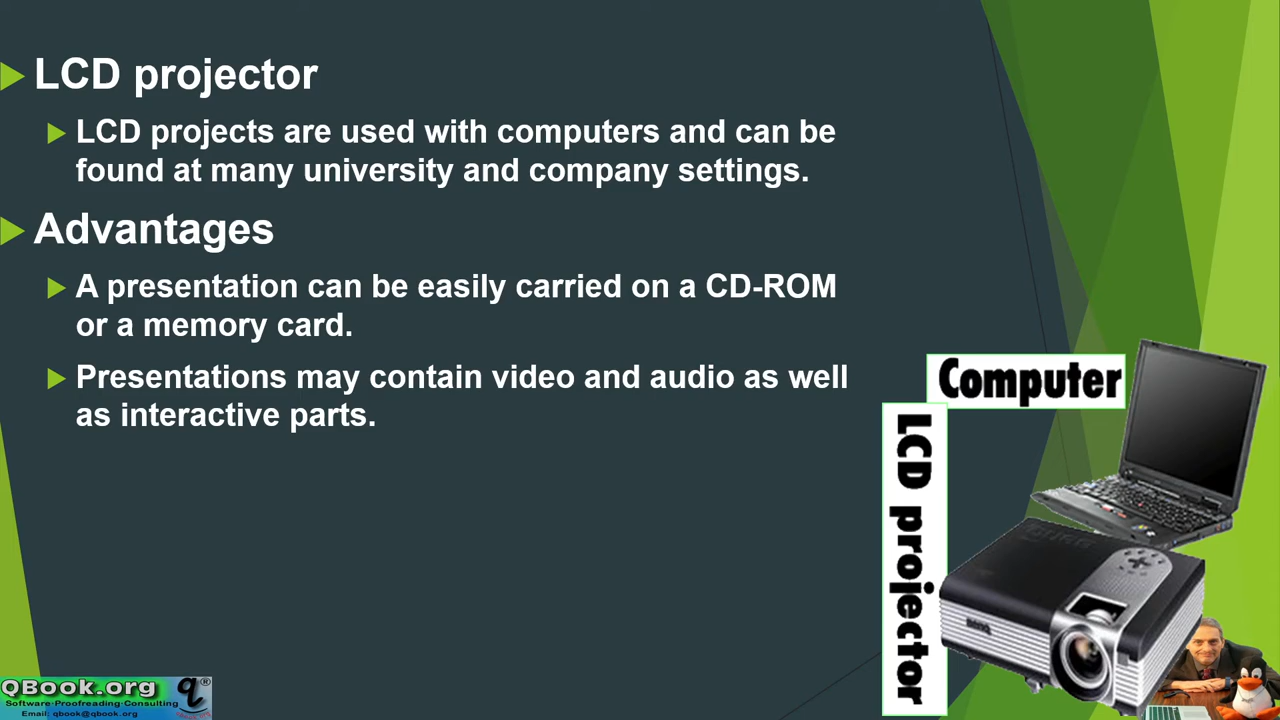 LCD projector
LCD projects are used with computers and can be
found at many university and company settings.
Advantages
A presentation can be easily carried on a CD-ROM
or a memory card.
Presentations may contain video and audio as well
as interactive parts.
Computer
LCD projector
BenQ
QBook.org
q®
Software·Proofreading·Consulting
Email: qbook@qbook.org